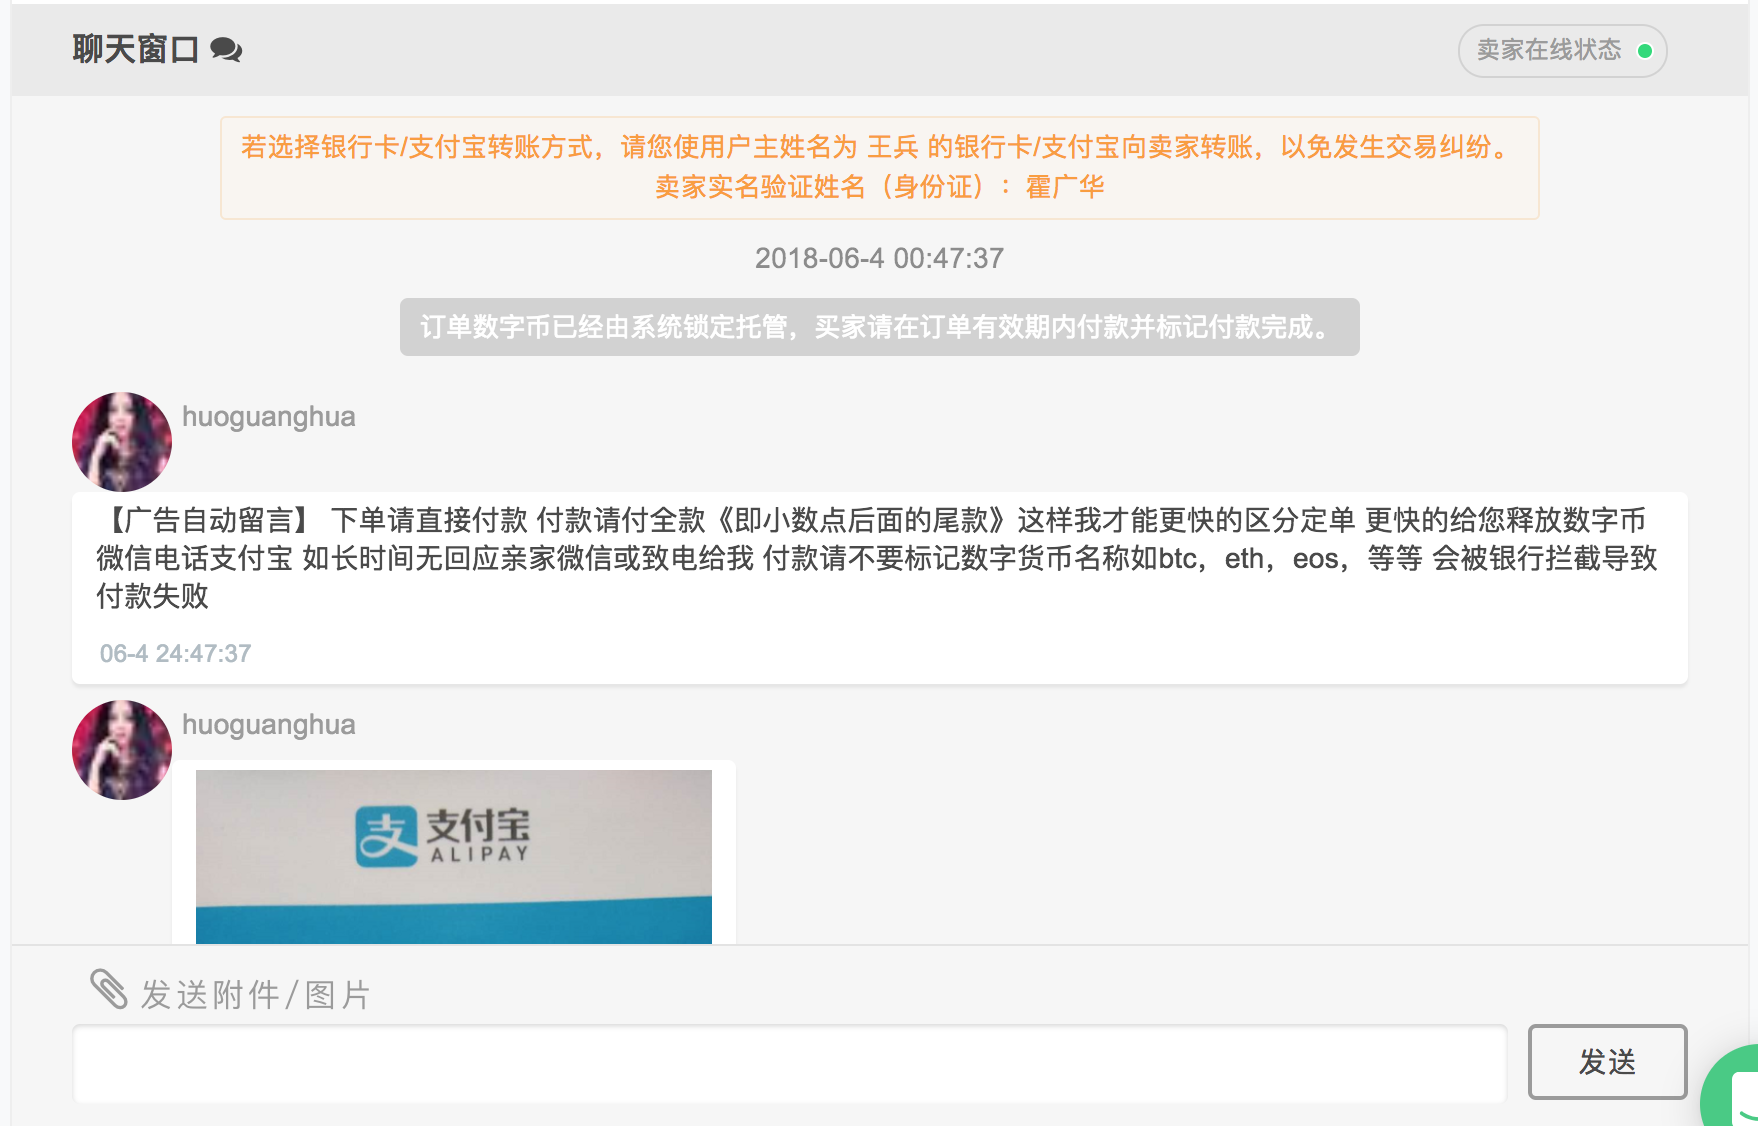 聊天窗口
卖家在线状态
若选择银行卡/支付宝转账方式，请您使用户主姓名为 王兵 的银行卡/支付宝向卖家转账，以免发生交易纠纷。
卖家实名验证姓名（身份证）：霍广华
2018-06-4 00:47:37
订单数字币已经由系统锁定托管，买家请在订单有效期内付款并标记付款完成。
huoguanghua
【广告自动留言】 下单请直接付款 付款请付全款《即小数点后面的尾款》这样我才能更快的区分定单 更快的给您释放数字币
微信电话支付宝 如长时间无回应亲家微信或致电给我 付款请不要标记数字货币名称如btc，eth，eos，等等 会被银行拦截导致
付款失败
06-4 24:47:37
huoguanghua
支 支付宝
ALIPAY
发送附件/图片
发送